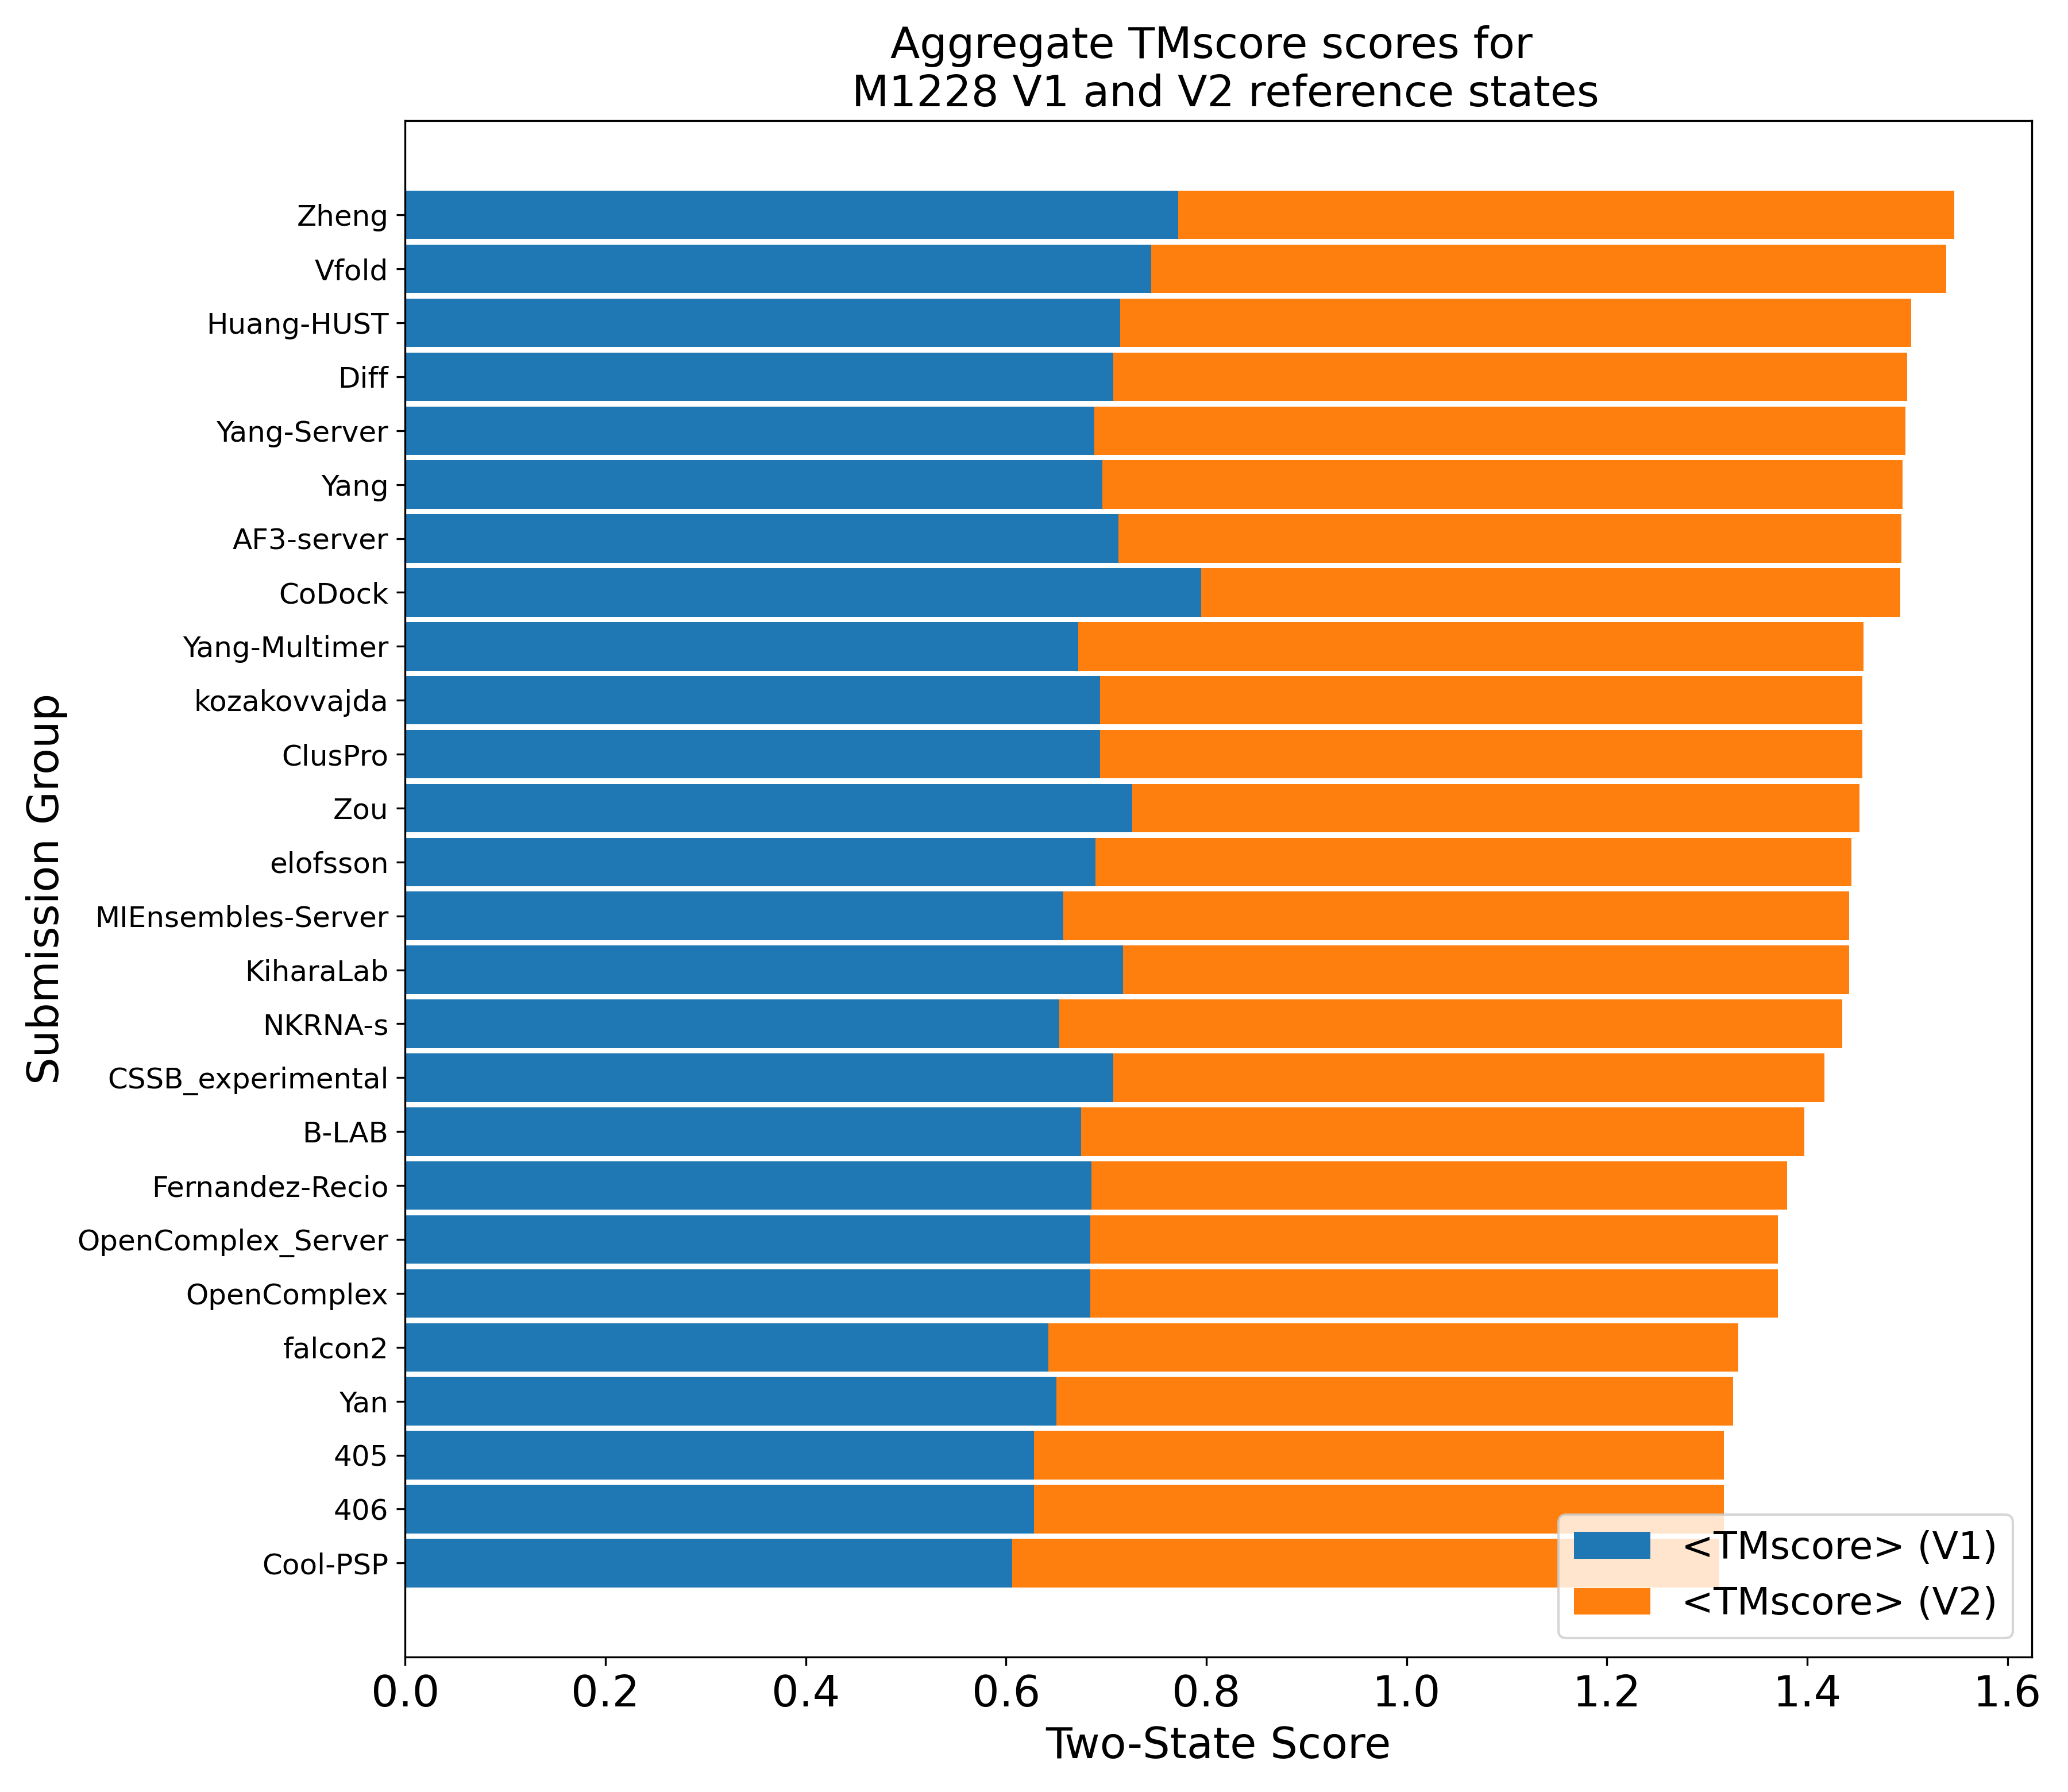 Aggregate TMscore scores for
M1228 V1 and V2 reference states
Submission Group
Zheng
Vfold
Huang-HUST
Diff
Yang-Server
Yang
AF3-server
CoDock
Yang-Multimer
kozakovvajda
ClusPro
Zou
elofsson
MIEnsembles-Server
KiharaLab
NKRNA-s
CSSB_experimental
B-LAB
Fernandez-Recio
OpenComplex_Server
OpenComplex
falcon2
Yan
405
406
Cool-PSP
<TMscore> (V1)
<TMscore> (V2)
0.0 0.2 0.4 0.6 0.8 1.0 1.2 1.4 1.6
Two-State Score